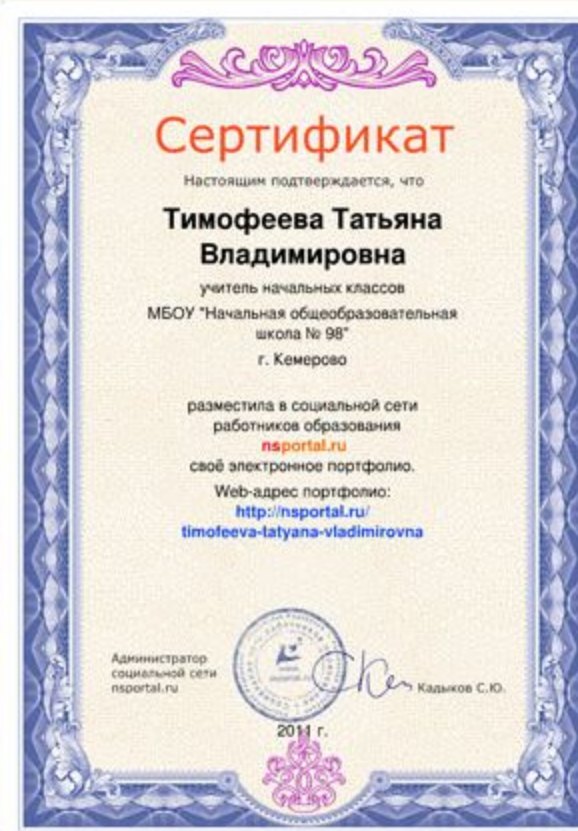 Сертификат
Настоящим подтверждается, что
Тимофеева Татьяна
Владимировна
учитель начальных классов
МБОУ "Начальная общеобразовательная
школа № 98"
г. Кемерово
разместила в социальной сети
работников образования
nsportal.ru
своё электронное портфолио.
Web-адрес портфолио:
http://nsportal.ru/
timofeeva-tatyana-vladimirovna
Администратор
социальной сети
nsportal.ru
Кадыков С.Ю.
2011 г.